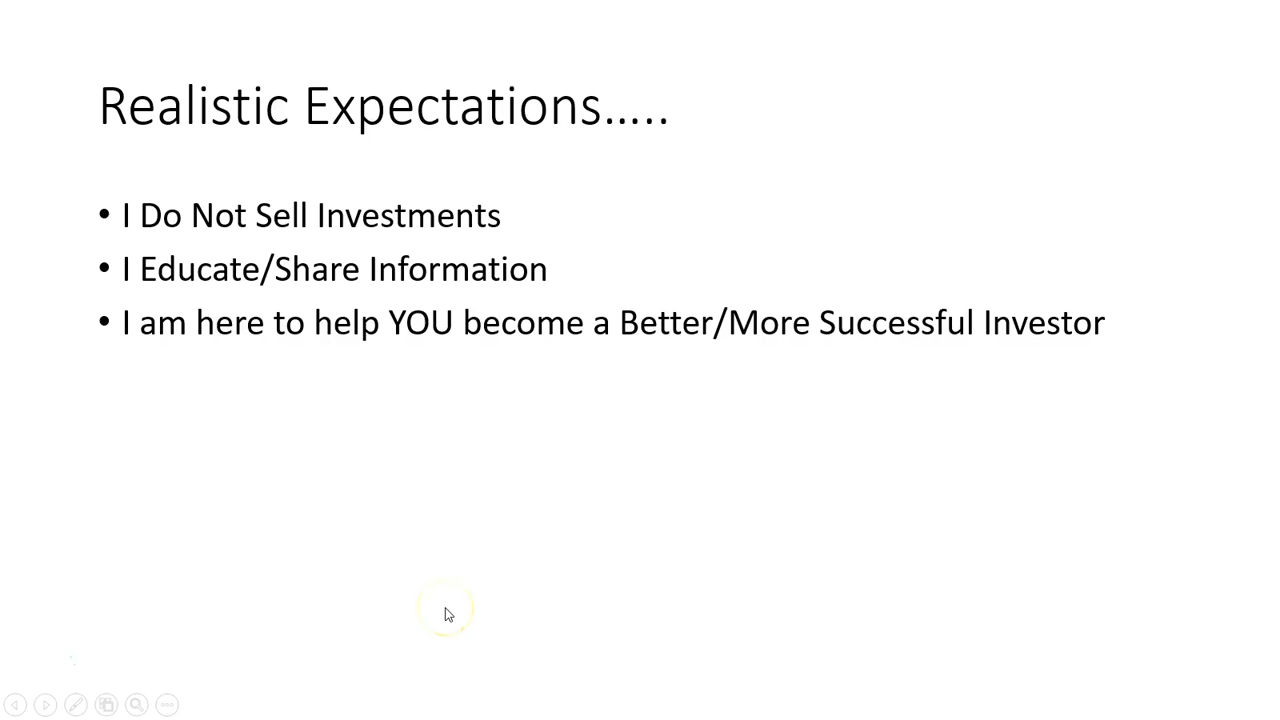 Realistic Expectations.....
• I Do Not Sell Investments
• I Educate/Share Information
• I am here to help YOU become a Better/More Successful Investor